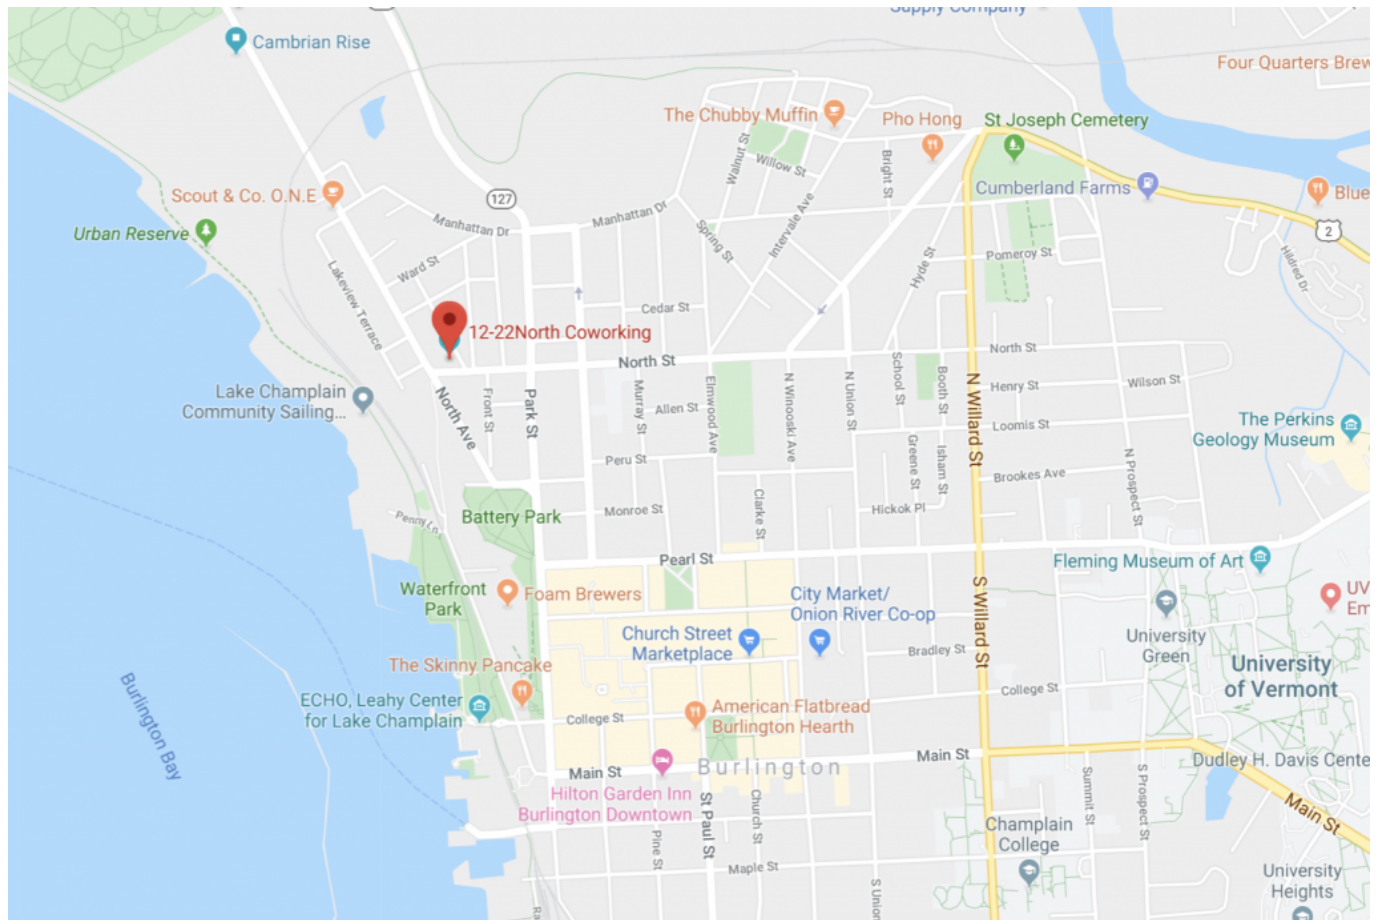 Supply Company
Cambrian Rise
Four Quarters Brew
The Chubby Muffin
Pho Hong
St Joseph Cemetery
Walnut St
Willow St
Bright St
Scout & Co. O.N.E
127
Cumberland Farms
Blue
Manhattan Dr
Manhattan Dr
Intervale Ave
Urban Reserve
2
Spring St
Hyde St
Pomeroy St
Hildred Dr
Ward St
Lakeview Terrace
Cedar St
12-22North Coworking
North St
North St
School St
Booth St
Henry St
Wilson St
Lake Champlain
Community Sailing...
North Ave
Front St
Park St
Murray St
Allen St
Elmwood Ave
N Winooski Ave
N Union St
N Willard St
Loomis St
The Perkins
Geology Museum
Greene St
Isham St
Peru St
Brookes Ave
N Prospect St
Clarke St
Hickok Pl
Monroe St
Battery Park
Penny Ln
Pearl St
Fleming Museum of Art
Waterfront
Park
Foam Brewers
City Market/
Onion River Co-op
S Willard St
UV
Em
Church Street
Marketplace
University
Green
Bradley St
The Skinny Pancake
University
of Vermont
ECHO, Leahy Center
for Lake Champlain
College St
College St
American Flatbread
Burlington Hearth
Burlington Bay
Main St
Main St
Burlington
Dudley H. Davis Cente
Hilton Garden Inn
Burlington Downtown
St Paul St
Church St
Pine St
Summit St
S Prospect St
Main St
Champlain
College
Maple St
S Union
University
Heights
Ra